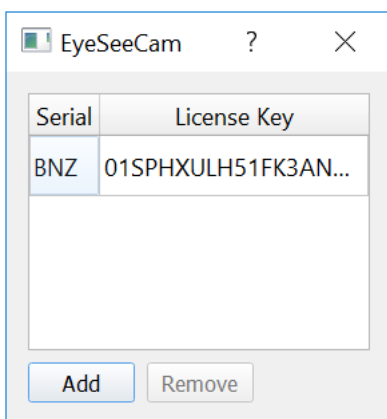 EyeSeeCam ?
Serial License Key
BNZ 01SPHXULH51FK3AN...
Add Remove